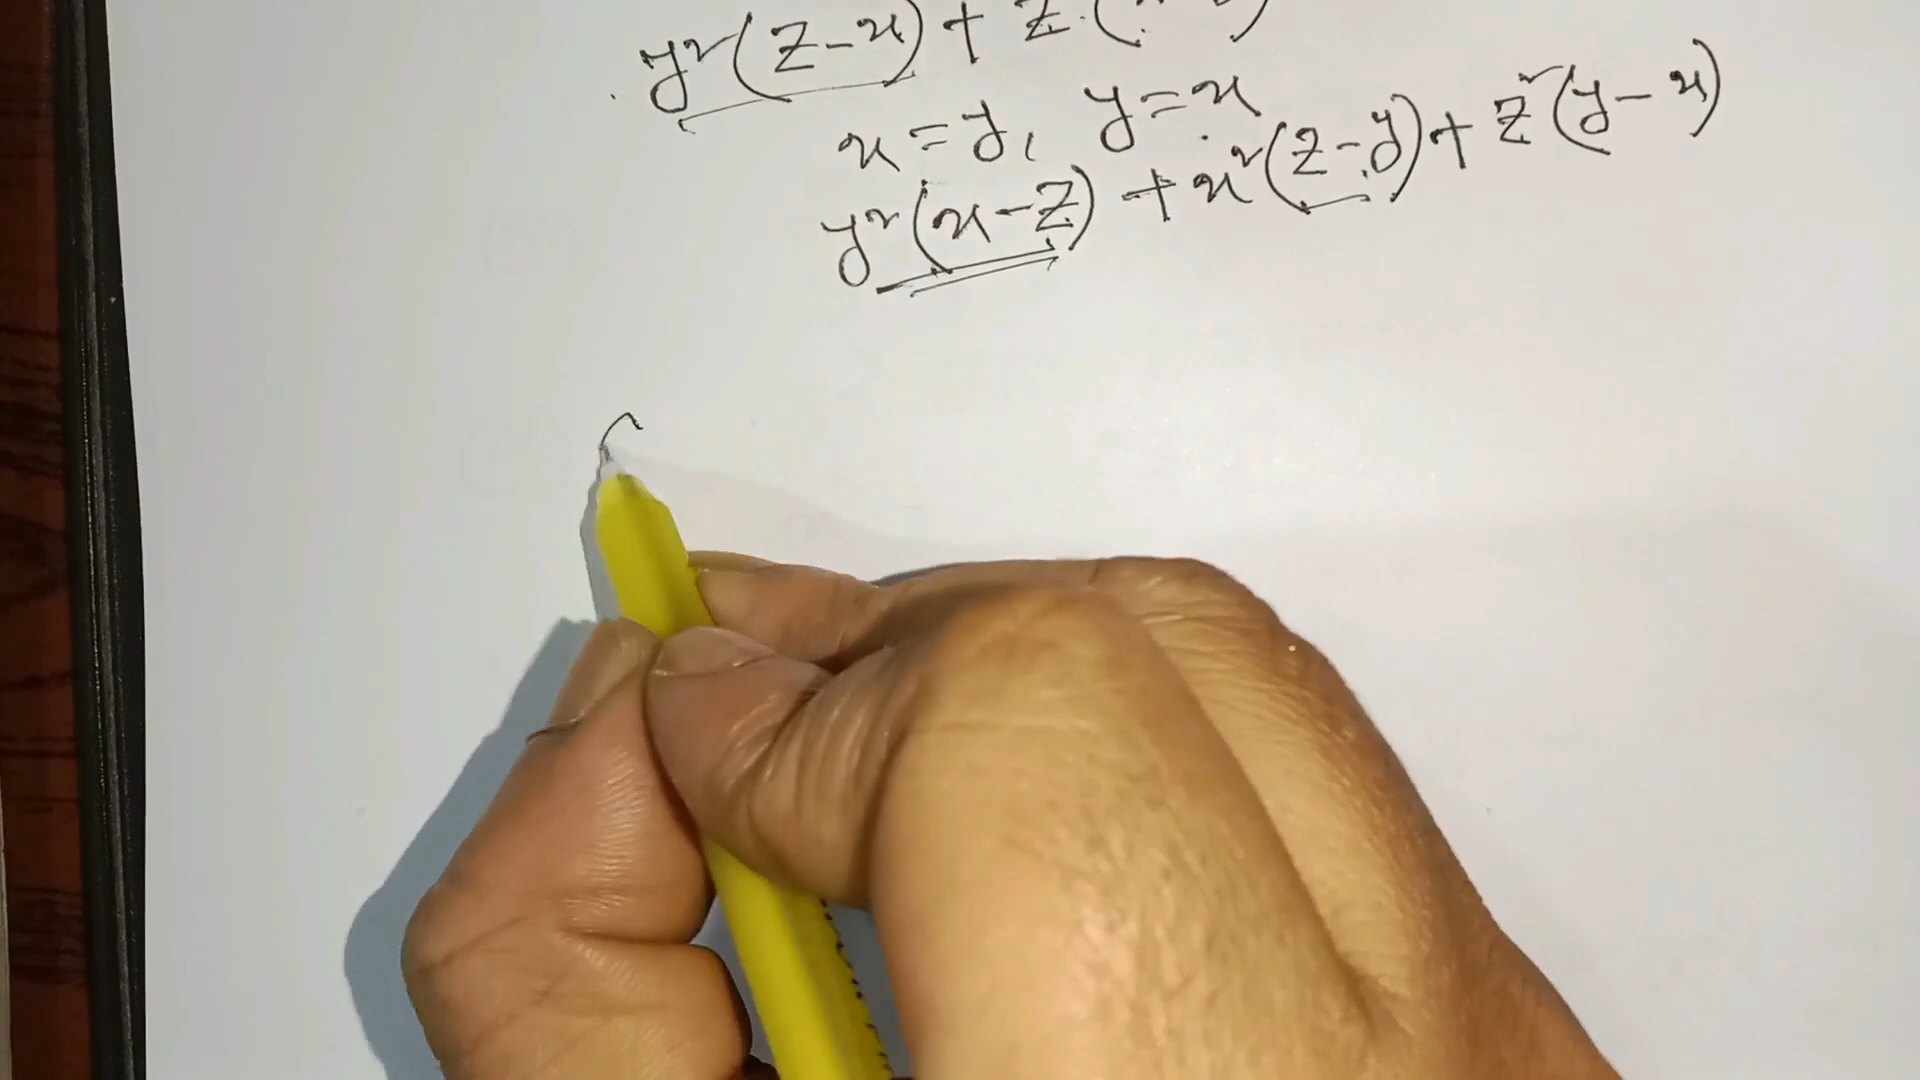 y²(z-x) + z
x = y, y = x
y²(x-z) + x²(z-y) + z²(y-x)